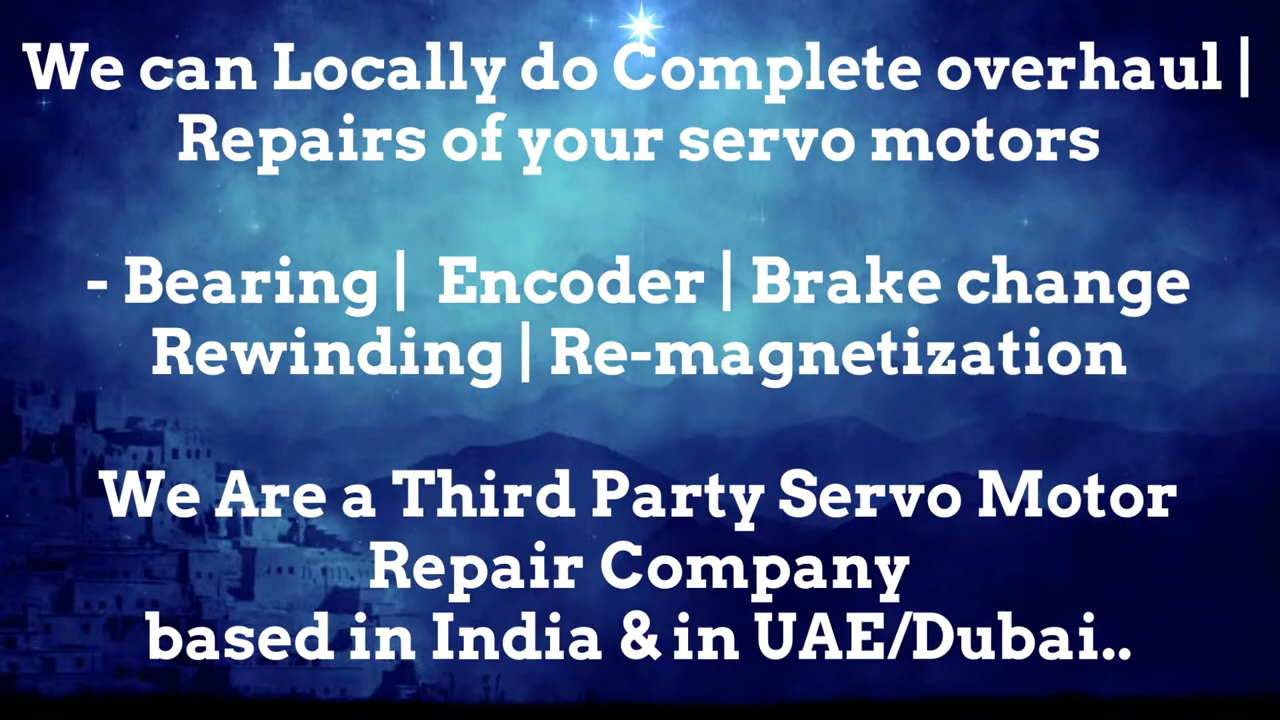 We can Locally do Complete overhaul |
Repairs of your servo motors
- Bearing | Encoder | Brake change
Rewinding | Re-magnetization
We Are a Third Party Servo Motor
Repair Company
based in India & in UAE/Dubai..